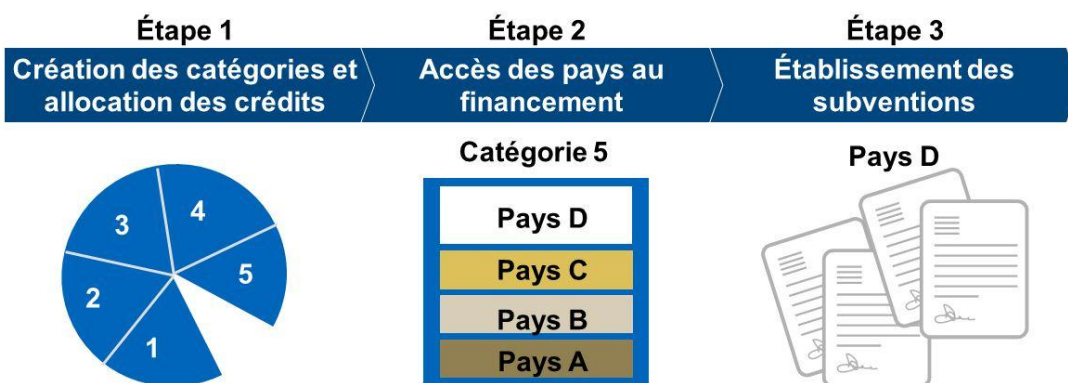 Étape 1
Étape 2
Étape 3
Création des catégories et
allocation des crédits
Accès des pays au
financement
Établissement des
subventions
1
2
3
4
5
Catégorie 5
Pays D
Pays C
Pays B
Pays A
Pays D